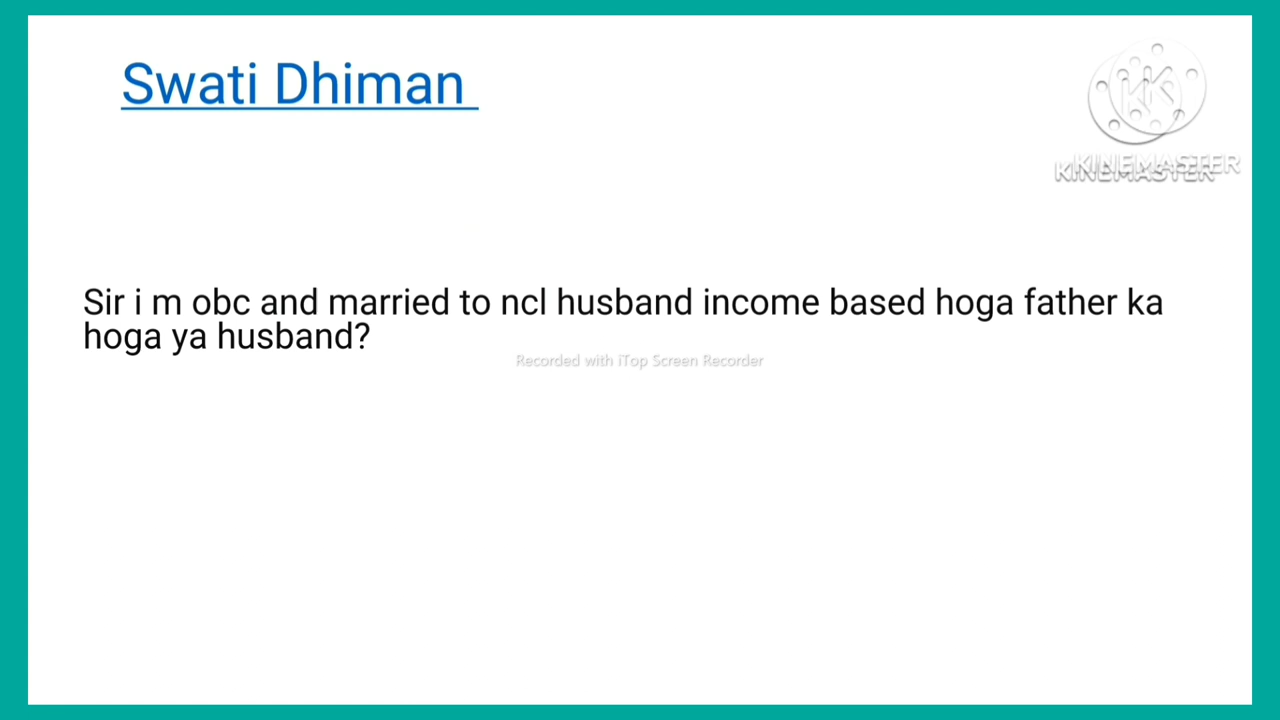 Swati Dhiman
KINEMASTER
KINEMASTER
Sir i m obc and married to ncl husband income based hoga father ka
hoga ya husband?
Recorded with iTop Screen Recorder